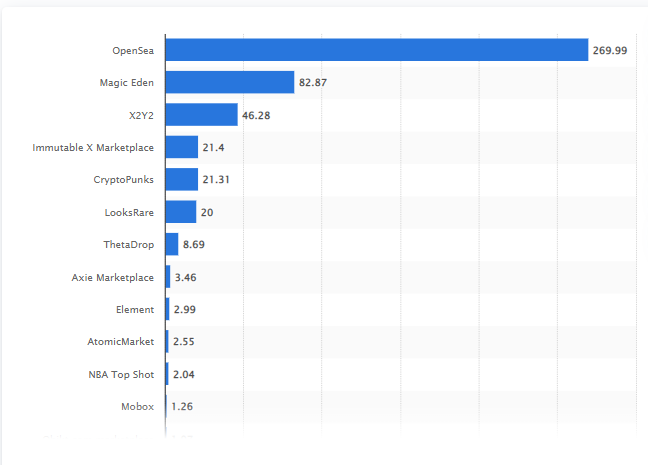 OpenSea 269.99
Magic Eden 82.87
X2Y2 46.28
Immutable X Marketplace 21.4
CryptoPunks 21.31
LooksRare 20
ThetaDrop 8.69
Axie Marketplace 3.46
Element 2.99
AtomicMarket 2.55
NBA Top Shot 2.04
Mobox 1.26